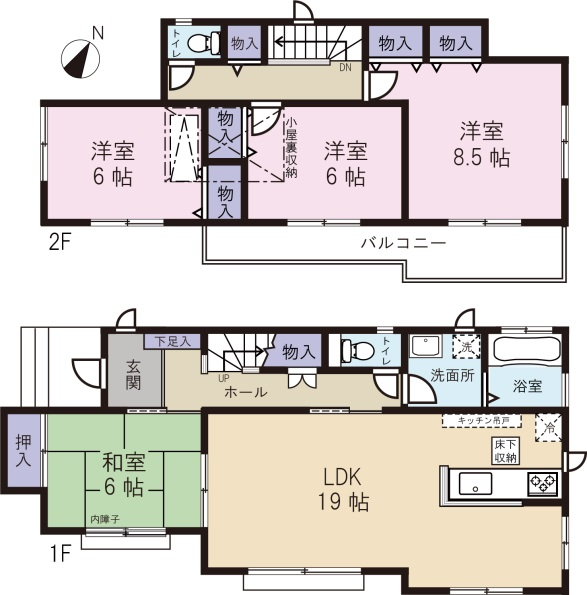 N
トイレ
物入
物入
物入
DN
洋室
6 帖
物入
物入
小屋裏収納
洋室
6 帖
洋室
8.5 帖
2F
バルコニー
玄関
下足入
UP
物入
トイレ
ホール
洗
洗面所
浴室
押入
和室
6 帖
内障子
LDK
19 帖
キッチン吊戸
冷
床下収納
1F